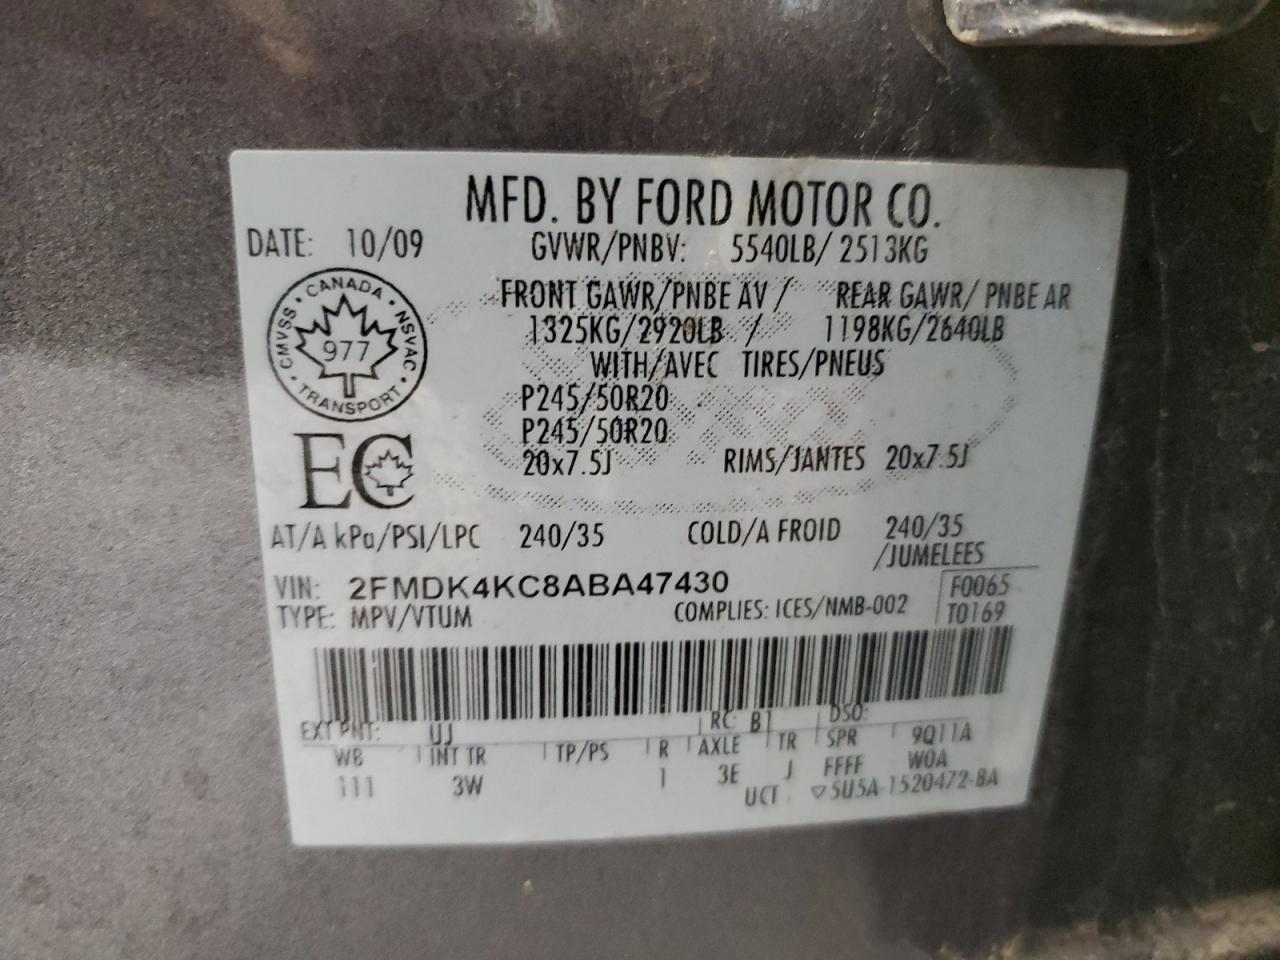 MFD. BY FORD MOTOR CO.
DATE: 10/09 GVWR/PNBV: 5540LB/ 2513KG
FRONT GAWR/PNBE AV / REAR GAWR/ PNBE AR
1325KG/2920LB / 1198KG/2640LB
WITH/AVEC TIRES/PNEUS
CANADA NSVAC TRANSPORT CMVSS
977
P245/50R20
P245/50R20
20x7.5J RIMS/JANTES 20x7.5J
EC
AT/A kPa/PSI/LPC 240/35 COLD/A FROID 240/35
/JUMELEES
VIN: 2FMDK4KC8ABA47430 F0065
TYPE: MPV/VTUM COMPLIES: ICES/NMB-002 T0169
EXT PNT: UJ RC: B1 DSO:
WB INT TR TP/PS R AXLE TR SPR 9Q11A
111 3W 1 3E J FFFF W0A
UCT ▽5U5A-1520472-BA